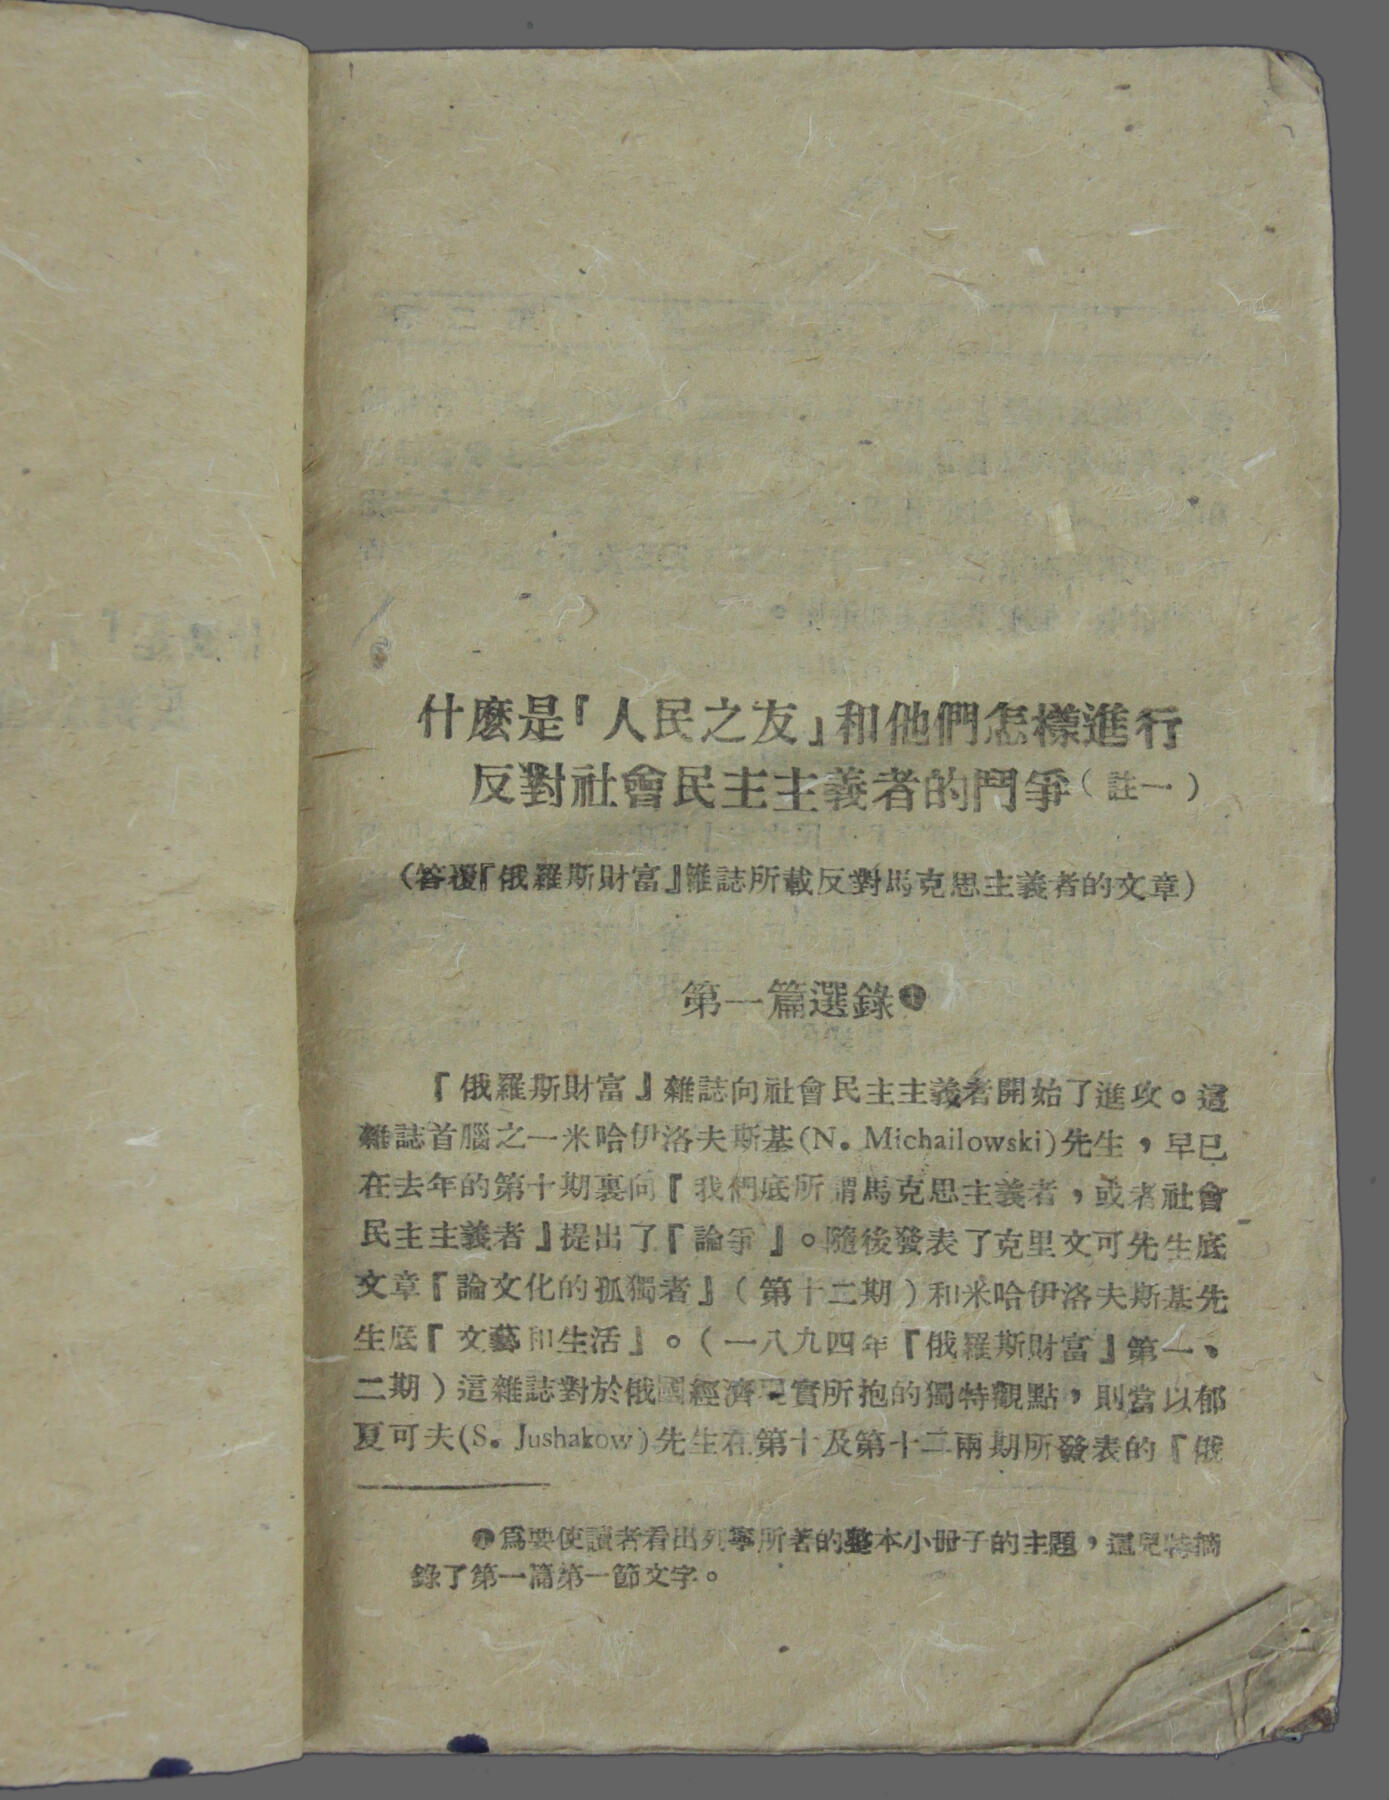 什麽是『人民之友』和他們怎樣進行
反對社會民主主義者的鬥爭（註一）
（答覆『俄羅斯財富』雜誌所載反對馬克思主義者的文章）
第一篇選錄❶
『俄羅斯財富』雜誌向社會民主主義者開始了進攻。這
雜誌首腦之一米哈伊洛夫斯基(N. Michailowski)先生，早已
在去年的第十期裏向『我們底所謂馬克思主義者，或者社會
民主主義者』提出了『論爭』。隨後發表了克里文可先生底
文章『論文化的孤獨者』（第十二期）和米哈伊洛夫斯基先
生底『文藝和生活』。（一八九四年『俄羅斯財富』第一、
二期）這雜誌對於俄國經濟現實所抱的獨特觀點，則當以郁
夏可夫(S. Jushakow)先生在第十及第十二兩期所發表的『俄
❶爲要使讀者看出列寧所著的整本小册子的主題，這兒特摘
錄了第一篇第一節文字。